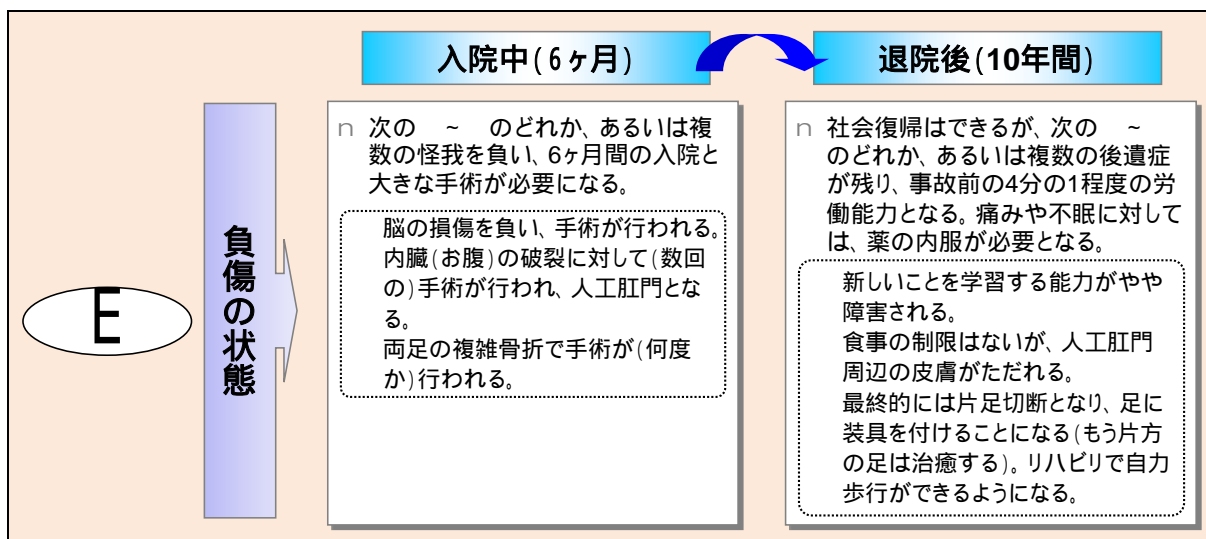 入院中(6ヶ月)
退院後(10年間)
E
負傷の状態
n 次の ~ のどれか、あるいは複
数の怪我を負い、6ヶ月間の入院と
大きな手術が必要になる。
脳の損傷を負い、手術が行われる。
内臓(お腹)の破裂に対して(数回
の)手術が行われ、人工肛門とな
る。
両足の複雑骨折で手術が(何度
か)行われる。
n 社会復帰はできるが、次の ~
のどれか、あるいは複数の後遺症
が残り、事故前の4分の1程度の労
働能力となる。痛みや不眠に対して
は、薬の内服が必要となる。
新しいことを学習する能力がやや
障害される。
食事の制限はないが、人工肛門
周辺の皮膚がただれる。
最終的には片足切断となり、足に
装具を付けることになる(もう片方
の足は治癒する)。リハビリで自力
歩行ができるようになる。